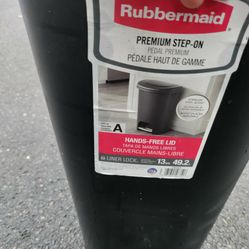 Rubbermaid
PREMIUM STEP-ON
PEDAL PREMIUM
PÉDALE HAUT DE GAMME
A
HANDS-FREE LID
TAPA DE MANOS LIBRES
COUVERCLE MAINS-LIBRE
LINER LOCK
13 49.2